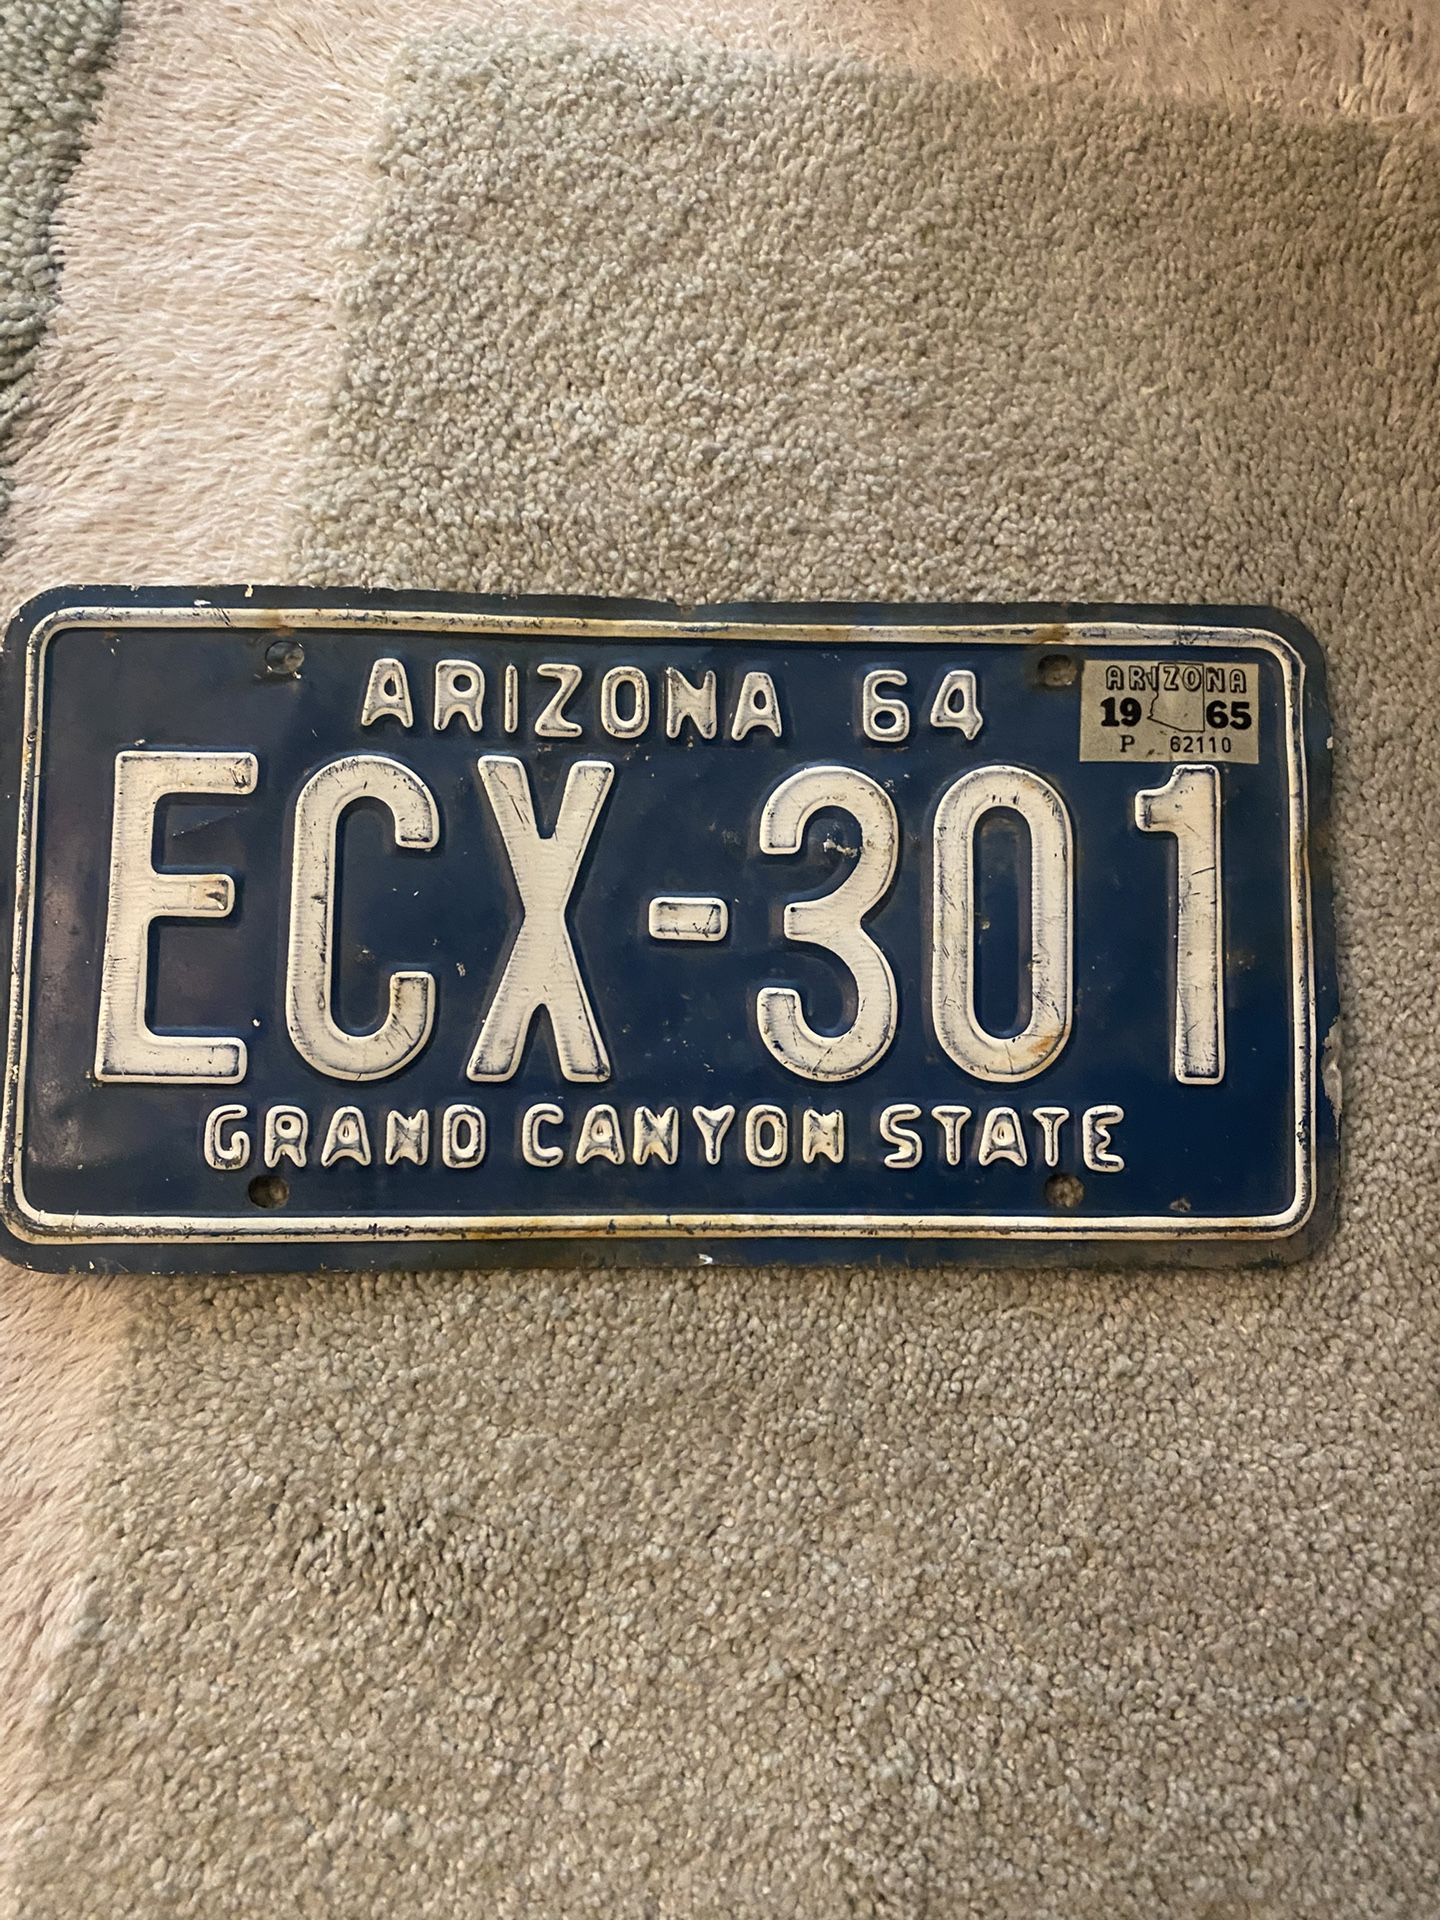 ARIZONA 64
ARIZONA
19 65
P 62110
ECX-301
GRAND CANYON STATE